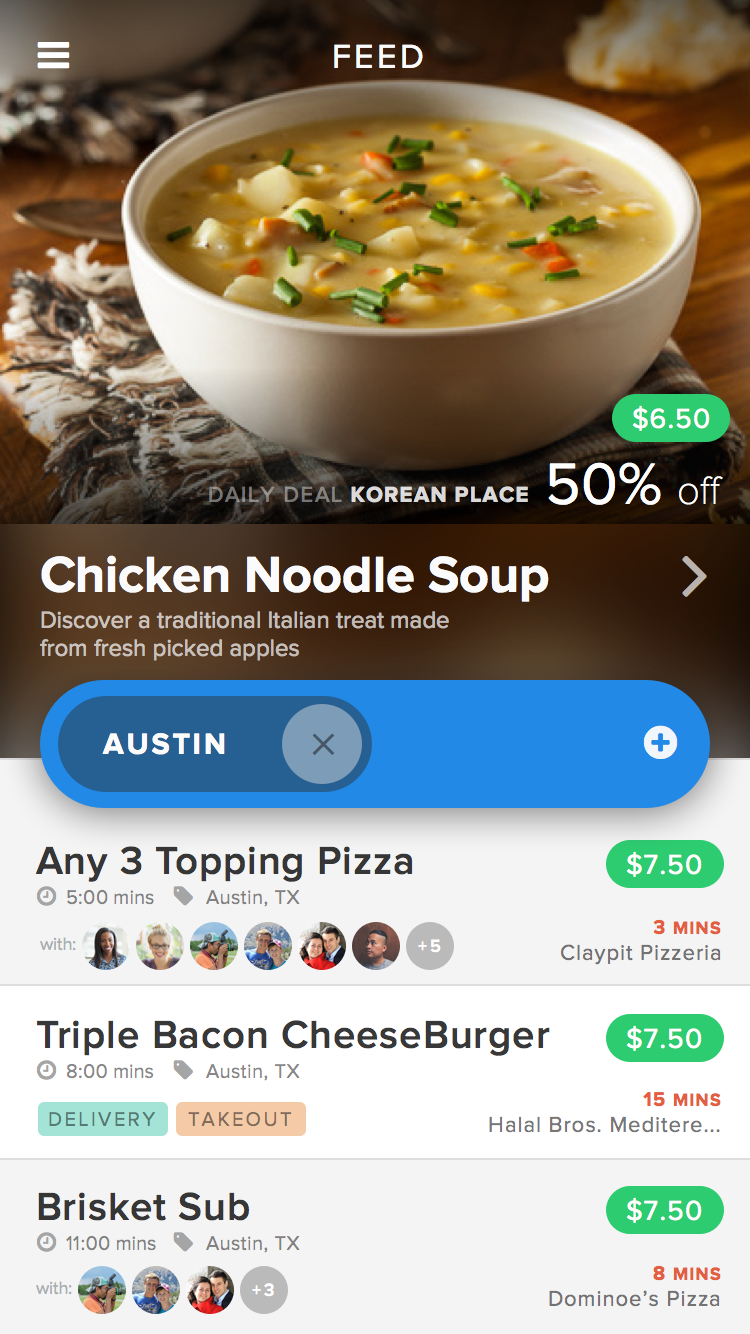 FEED
$6.50
DAILY DEAL KOREAN PLACE 50% off
Chicken Noodle Soup
Discover a traditional Italian treat made
from fresh picked apples
AUSTIN
Any 3 Topping Pizza
$7.50
5:00 mins Austin, TX
3 MINS
with: +5
Claypit Pizzeria
Triple Bacon CheeseBurger
$7.50
8:00 mins Austin, TX
15 MINS
DELIVERY TAKEOUT
Halal Bros. Meditere...
Brisket Sub
$7.50
11:00 mins Austin, TX
8 MINS
with: +3
Dominoe's Pizza